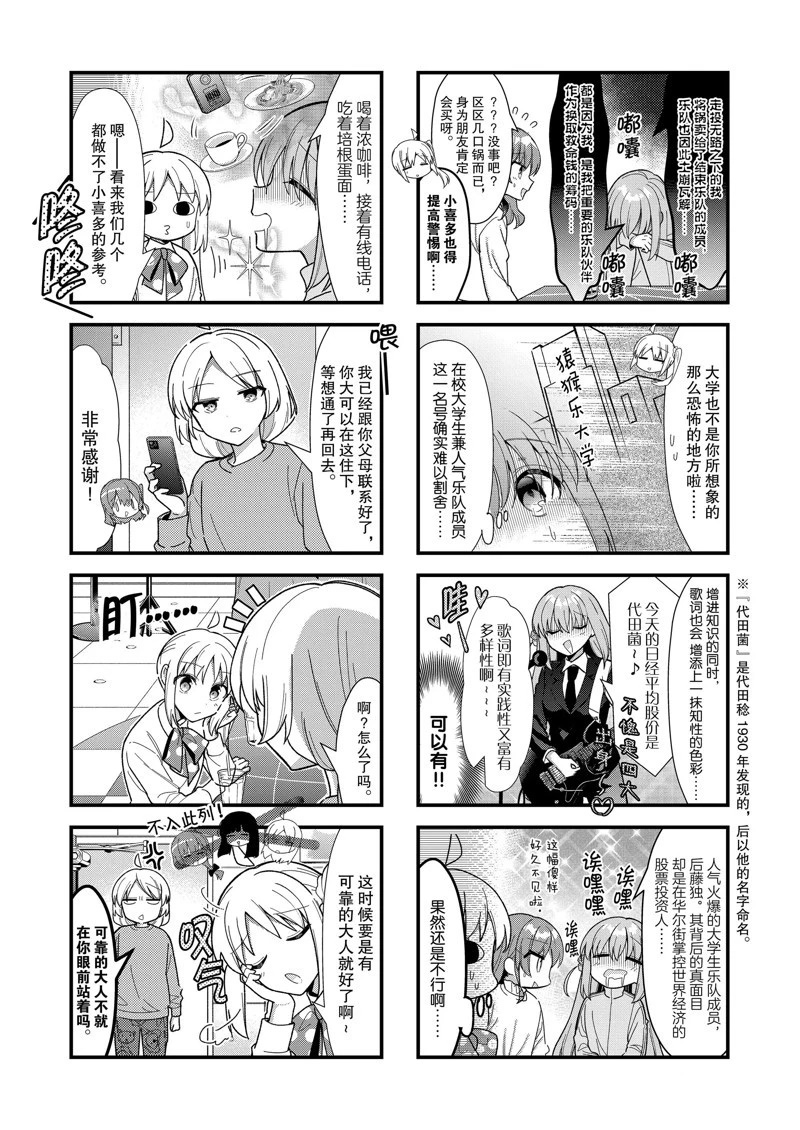 走投无路之下的我
将锅卖给了结束乐队的成员，
乐队也因此土崩瓦解……
嘟囔
嘟囔
嘟囔
都是因为我，是我把重要的乐队伙伴
作为换取救命钱的筹码……
？？？没事吧？
区区几口锅而已，
身为朋友肯定
会买呀。
小喜多也得
提高警惕啊……
大学也不是你所想象的
那么恐怖的地方啦……
猿猴乐大学
在校大学生兼人气乐队成员
这一名号确实难以割舍……
增进知识的同时，
歌词也会增添上一抹知性的色彩……
今天的日经平均股价是
代田菌～♪
不愧是四大
出身
哇
歌词即有实践性又富有
多样性啊～～～
可以有!!
※『代田菌』是代田稔1930年发现的，后以他的名字命名。
人气火爆的大学生乐队成员，
后藤独。其背后的真面目
却是在华尔街掌控世界经济的
股票投资人……
诶嘿嘿
诶嘿嘿
诶嘿
这幅傻样
好久不见啦
果然还是不行啊……
喝着浓咖啡，接着有线电话，
吃着培根蛋面……
嗯——看来我们几个
都做不了小喜多的参考。
咚咚
喂
我已经跟你父母联系好了，
你大可以在这住下，
等想通了再回去。
非常感谢！
盯……
啊？怎么了吗。
这时候要是有
可靠的大人就好了啊～
不入此列！
叹气
可靠的大人不就
在你眼前站着吗。